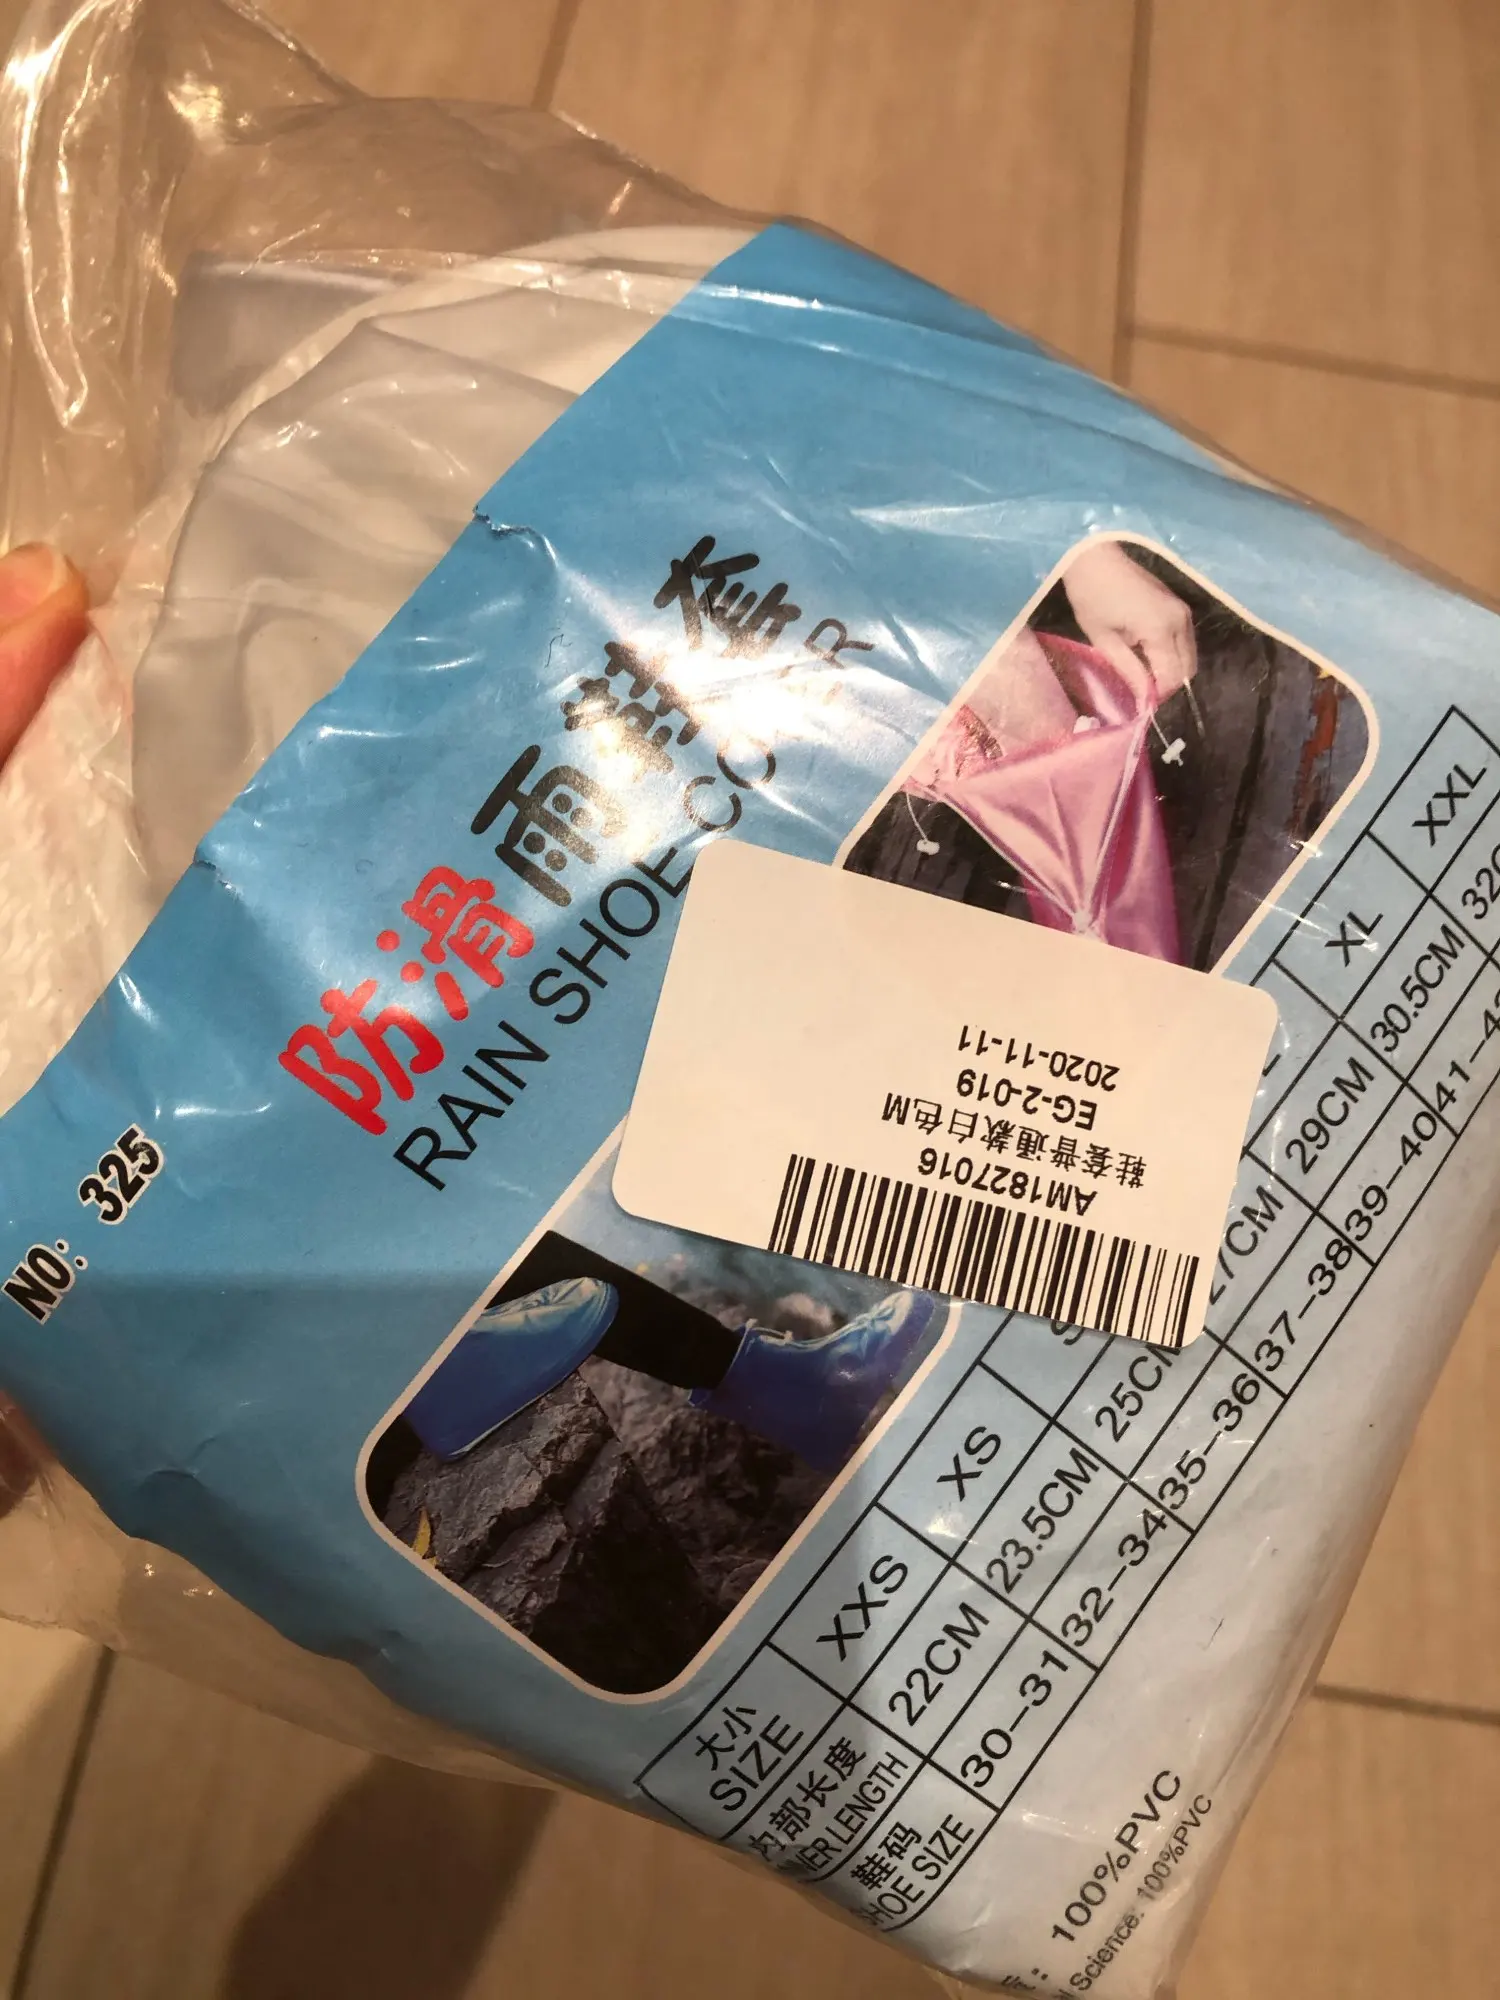 防滑雨鞋套
RAIN SHOE COVER
NO: 325
AM1827016
鞋套普通款白色M
EG-2-019
2020-11-11
大小 XXS XS XL XXL
SIZE
内部长度 22CM 23.5CM 29CM 30.5CM
LENGTH
鞋码 30-31 32-34 35-36 37-38 39-40
SIZE
100%PVC
Science: 100%PVC